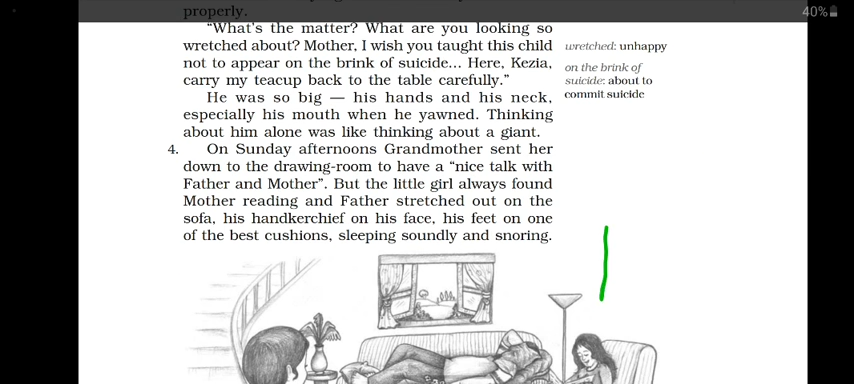 40%
properly.
“What’s the matter? What are you looking so
wretched about? Mother, I wish you taught this child
not to appear on the brink of suicide... Here, Kezia,
carry my teacup back to the table carefully.”
He was so big — his hands and his neck,
especially his mouth when he yawned. Thinking
about him alone was like thinking about a giant.
4. On Sunday afternoons Grandmother sent her
down to the drawing-room to have a “nice talk with
Father and Mother”. But the little girl always found
Mother reading and Father stretched out on the
sofa, his handkerchief on his face, his feet on one
of the best cushions, sleeping soundly and snoring.
wretched: unhappy
on the brink of
suicide: about to
commit suicide